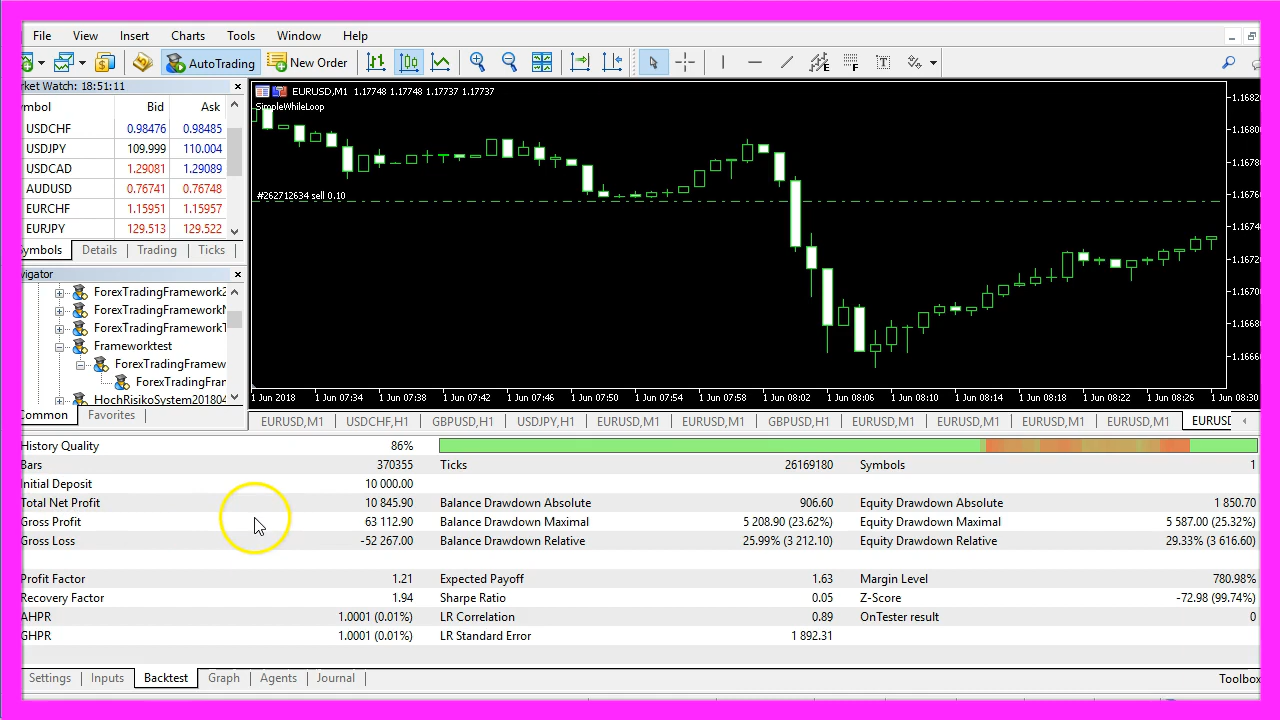 File View Insert Charts Tools Window Help
AutoTrading New Order
rket Watch: 18:51:11
ymbol Bid Ask
USDCHF 0.98476 0.98485
USDJPY 109.999 110.004
USDCAD 1.29081 1.29089
AUDUSD 0.76741 0.76748
EURCHF 1.15951 1.15957
EURJPY 129.513 129.522
ymbols Details Trading Ticks
vigator
ForexTradingFramework2
ForexTradingFrameworkM
ForexTradingFrameworkT
Frameworktest
ForexTradingFramew
ForexTradingFrar
HochRisikoSystem201804
Common Favorites
EURUSD,M1 1.17748 1.17748 1.17737 1.17737
SimpleWhileLoop
#262712634 sell 0.10
1.16820
1.16800
1.16780
1.16760
1.16740
1.16720
1.16700
1.16680
1.16660
1 Jun 2018 1 Jun 07:34 1 Jun 07:38 1 Jun 07:42 1 Jun 07:46 1 Jun 07:50 1 Jun 07:54 1 Jun 07:58 1 Jun 08:02 1 Jun 08:06 1 Jun 08:10 1 Jun 08:14 1 Jun 08:18 1 Jun 08:22 1 Jun 08:26 1 Jun 08:30
EURUSD,M1 USDCHF,H1 GBPUSD,H1 USDJPY,H1 EURUSD,M1 EURUSD,M1 GBPUSD,H1 EURUSD,M1 EURUSD,M1 EURUSD,M1 EURUSD,M1 EURUSD
History Quality 86%
Bars 370355 Ticks 26169180 Symbols 1
Initial Deposit 10 000.00
Total Net Profit 10 845.90 Balance Drawdown Absolute 906.60 Equity Drawdown Absolute 1 850.70
Gross Profit 63 112.90 Balance Drawdown Maximal 5 208.90 (23.62%) Equity Drawdown Maximal 5 587.00 (25.32%)
Gross Loss -52 267.00 Balance Drawdown Relative 25.99% (3 212.10) Equity Drawdown Relative 29.33% (3 616.60)
Profit Factor 1.21 Expected Payoff 1.63 Margin Level 780.98%
Recovery Factor 1.94 Sharpe Ratio 0.05 Z-Score -72.98 (99.74%)
AHPR 1.0001 (0.01%) LR Correlation 0.89 OnTester result 0
GHPR 1.0001 (0.01%) LR Standard Error 1 892.31
Settings Inputs Backtest Graph Agents Journal Toolbox